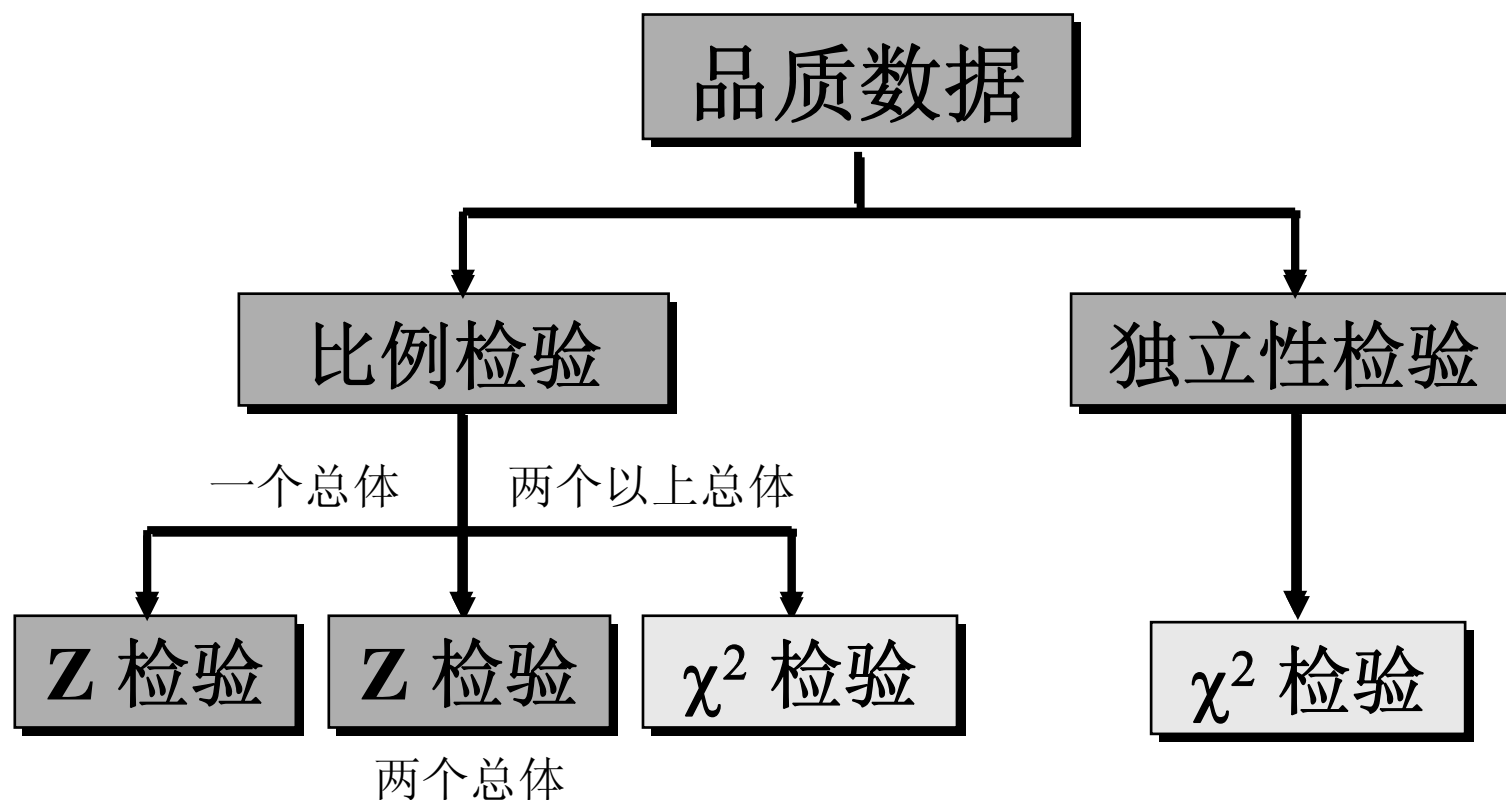 品质数据
比例检验
独立性检验
一个总体
两个以上总体
Z 检验
Z 检验
χ² 检验
χ² 检验
两个总体